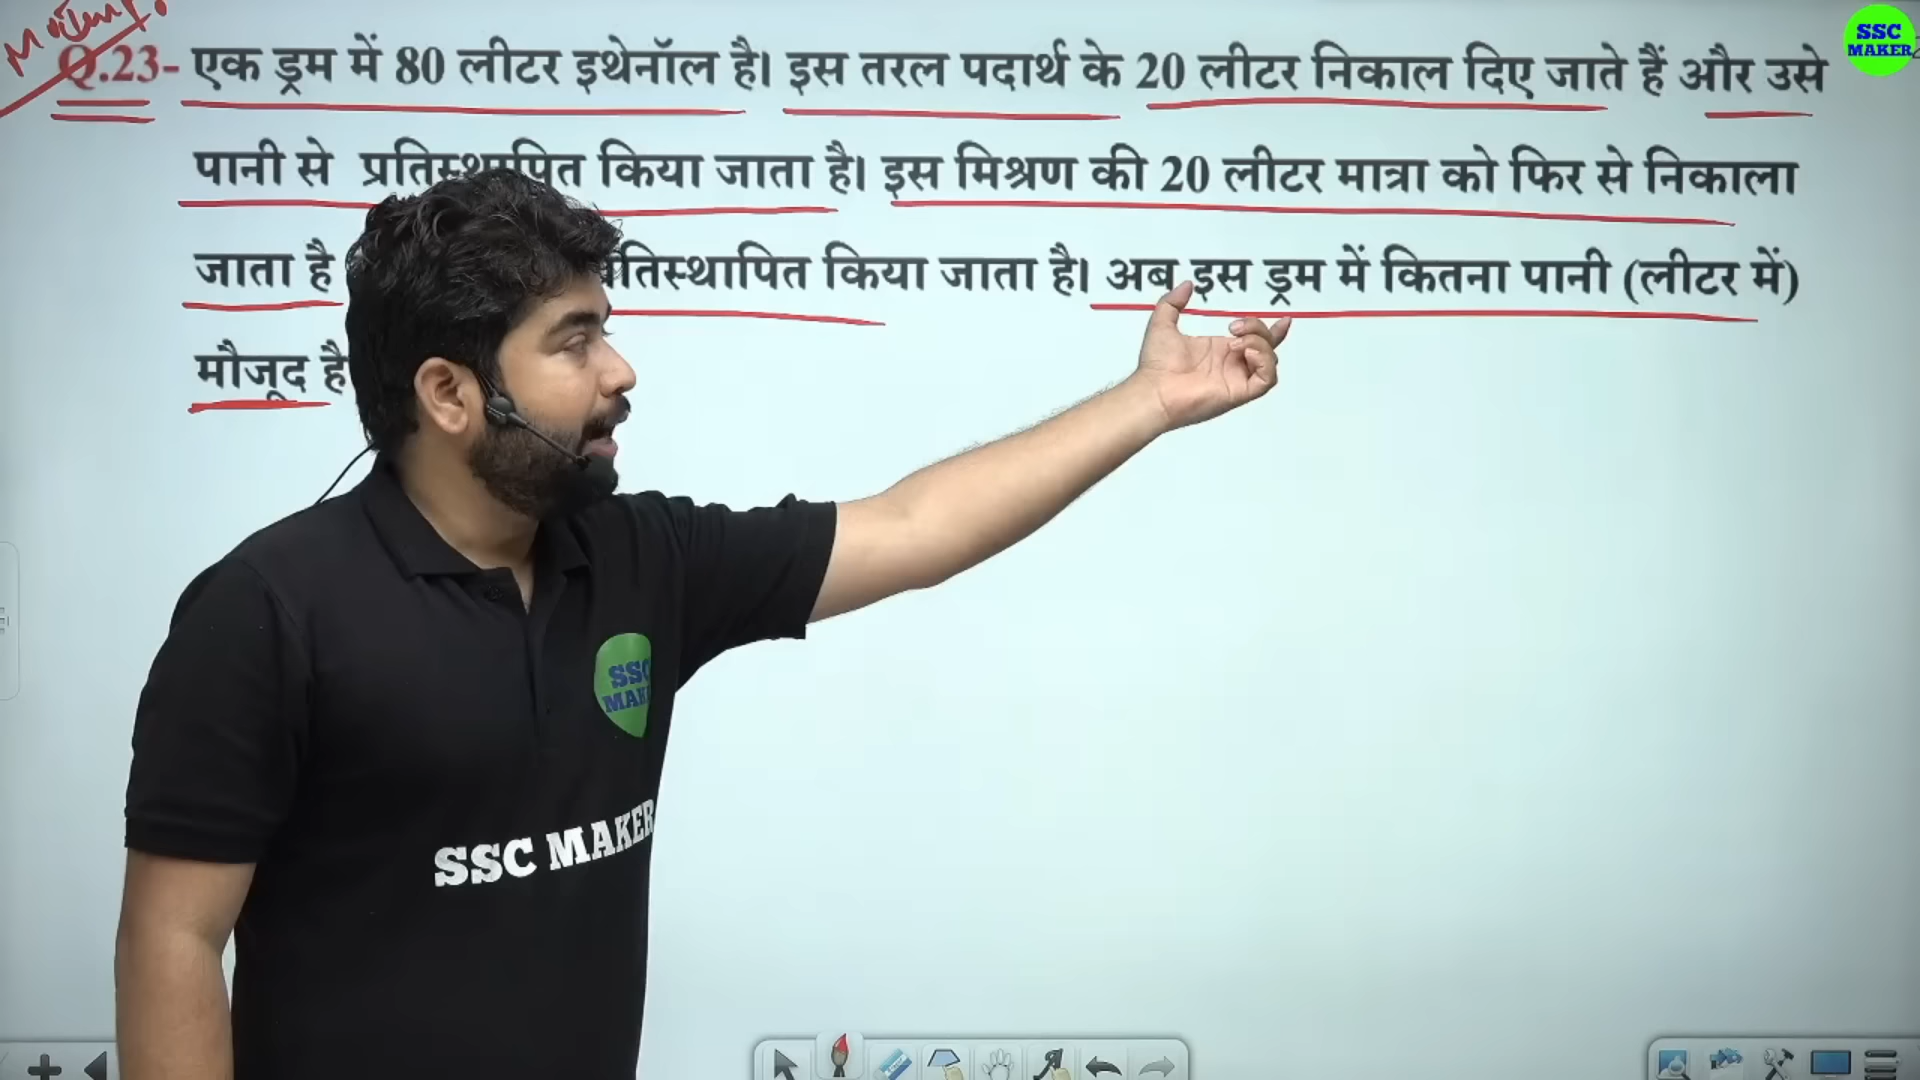 Q.23- एक ड्रम में 80 लीटर इथेनॉल है। इस तरल पदार्थ के 20 लीटर निकाल दिए जाते हैं और उसे
पानी से प्रतिस्थापित किया जाता है। इस मिश्रण की 20 लीटर मात्रा को फिर से निकाला
जाता है किया जाता है। अब इस ड्रम में कितना पानी (लीटर में)
मौजूद है
SSC
MAKER
SSC
SSC MAKER